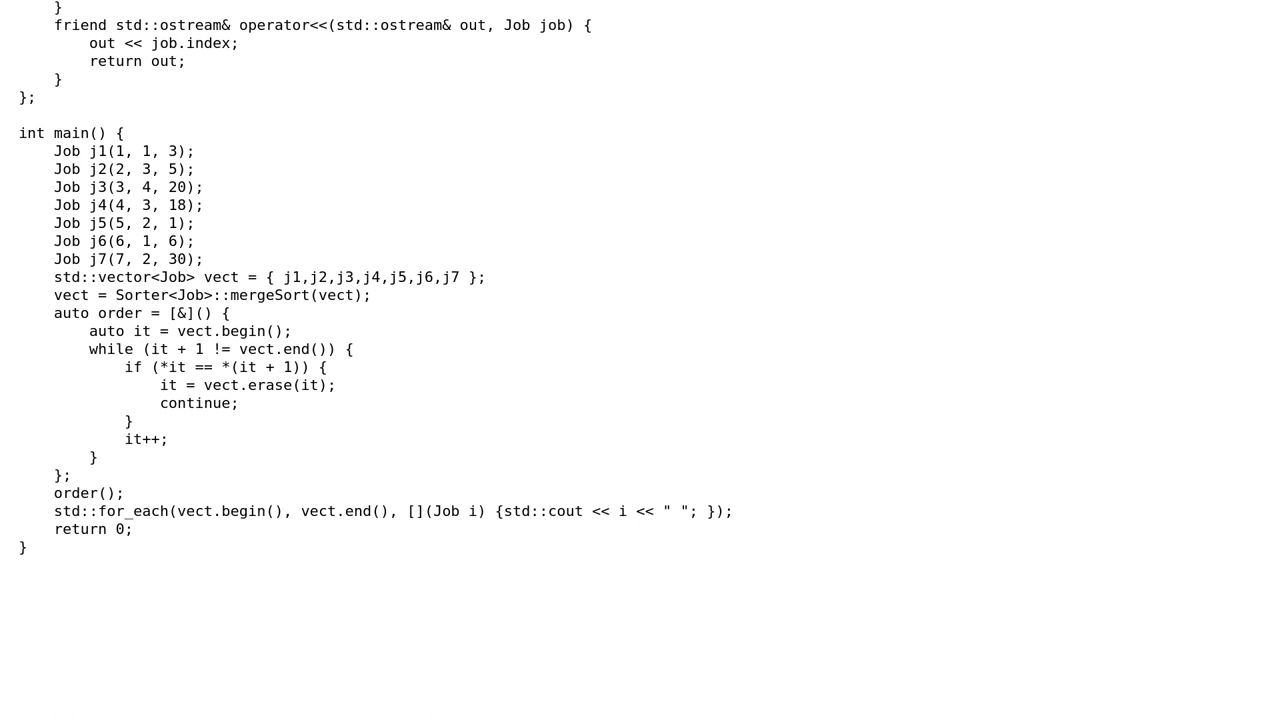 }
    friend std::ostream& operator<<(std::ostream& out, Job job) {
        out << job.index;
        return out;
    }
};

int main() {
    Job j1(1, 1, 3);
    Job j2(2, 3, 5);
    Job j3(3, 4, 20);
    Job j4(4, 3, 18);
    Job j5(5, 2, 1);
    Job j6(6, 1, 6);
    Job j7(7, 2, 30);
    std::vector<Job> vect = { j1,j2,j3,j4,j5,j6,j7 };
    vect = Sorter<Job>::mergeSort(vect);
    auto order = [&]() {
        auto it = vect.begin();
        while (it + 1 != vect.end()) {
            if (*it == *(it + 1)) {
                it = vect.erase(it);
                continue;
            }
            it++;
        }
    };
    order();
    std::for_each(vect.begin(), vect.end(), [](Job i) {std::cout << i << " "; });
    return 0;
}